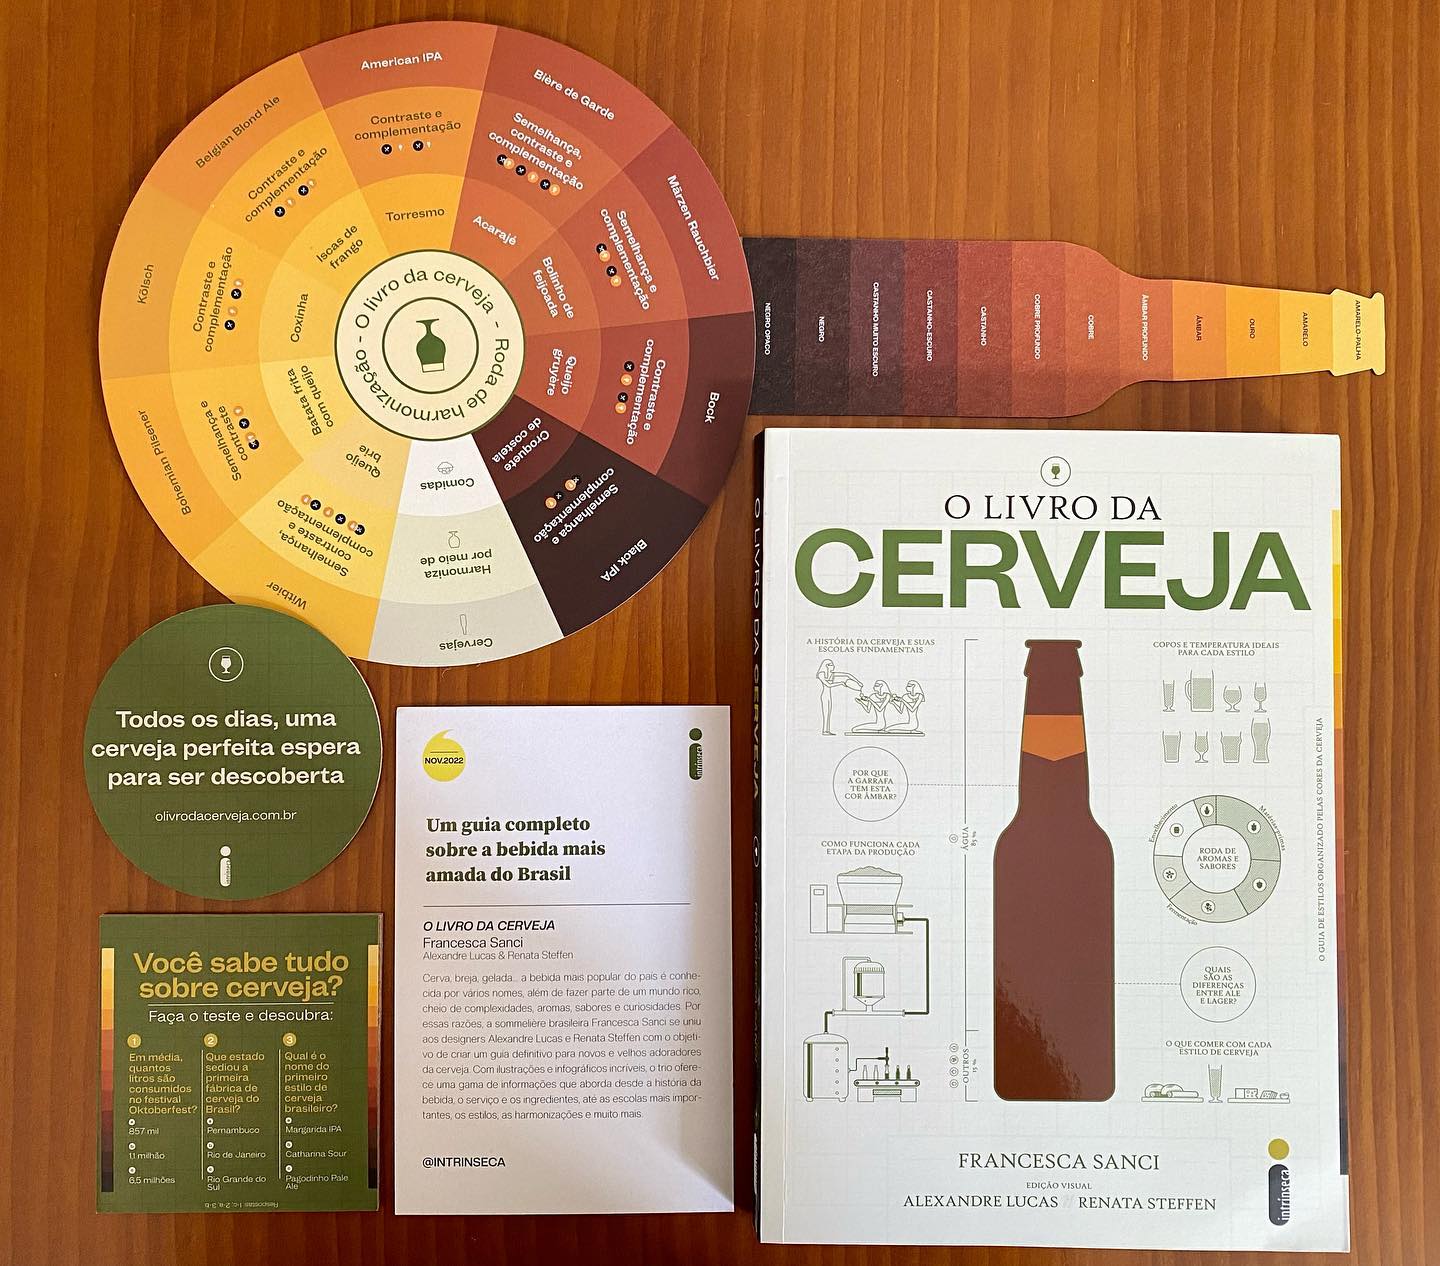 American IPA
Contraste e
complementação
Torresmo
Bière de Garde
Semelhança,
contraste e
complementação
Acarajé
Märzen Rauchbier
Semelhança e
complementação
Bolinho de
feijoada
Bock
Contraste e
complementação
Queijo
gruyère
Black IPA
Semelhança e
complementação
Croquete
de costela
Cervejas
Harmoniza
por meio de
Comidas
Witbier
Semelhança,
contraste e
complementação
Queijo
brie
Bohemian Pilsener
Semelhança e
contraste
Batata frita
com queijo
Kölsch
Contraste e
complementação
Coxinha
Belgian Blond Ale
Contraste e
complementação
Iscas de
frango
O livro da cerveja - Roda de harmonização -
NEGRO OPACO
NEGRO
CASTANHO MUITO ESCURO
CASTANHO-ESCURO
CASTANHO
COBRE PROFUNDO
COBRE
ÂMBAR PROFUNDO
ÂMBAR
OURO
AMARELO
AMARELO-PALHA
Todos os dias, uma
cerveja perfeita espera
para ser descoberta
olivrodacerveja.com.br
intrínseca
Você sabe tudo
sobre cerveja?
Faça o teste e descubra:
1
Em média,
quantos
litros são
consumidos
no festival
Oktoberfest?
a
857 mil
b
1,1 milhão
c
6,5 milhões
2
Que estado
sediou a
primeira
fábrica de
cerveja do
Brasil?
a
Pernambuco
b
Rio de Janeiro
c
Rio Grande do
Sul
3
Qual é o
nome do
primeiro
estilo de
cerveja
brasileiro?
a
Margarida IPA
b
Catharina Sour
c
Pagodinho Pale
Ale
Respostas: 1-c; 2-a; 3-b
NOV.2022
intrínseca
Um guia completo
sobre a bebida mais
amada do Brasil
O LIVRO DA CERVEJA
Francesca Sanci
Alexandre Lucas & Renata Steffen
Cerva, breja, gelada... a bebida mais popular do país é conhe-
cida por vários nomes, além de fazer parte de um mundo rico,
cheio de complexidades, aromas, sabores e curiosidades. Por
essas razões, a sommelière brasileira Francesca Sanci se uniu
aos designers Alexandre Lucas e Renata Steffen com o objeti-
vo de criar um guia definitivo para novos e velhos adoradores
da cerveja. Com ilustrações e infográficos incríveis, o trio ofere-
ce uma gama de informações que aborda desde a história da
bebida, o serviço e os ingredientes, até as escolas mais impor-
tantes, os estilos, as harmonizações e muito mais.
@INTRINSECA
O LIVRO DA CERVEJA
O LIVRO DA
CERVEJA
A HISTÓRIA DA CERVEJA E SUAS
ESCOLAS FUNDAMENTAIS
COPOS E TEMPERATURA IDEAIS
PARA CADA ESTILO
POR QUE
A GARRAFA
TEM ESTA
COR ÂMBAR?
COMO FUNCIONA CADA
ETAPA DA PRODUÇÃO
ÁGUA
85 %
OUTROS
15 %
Envelhecimento
Matérias-primas
Fermentação
RODA DE
AROMAS E
SABORES
QUAIS
SÃO AS
DIFERENÇAS
ENTRE ALE
E LAGER?
O QUE COMER COM CADA
ESTILO DE CERVEJA
O GUIA DE ESTILOS ORGANIZADO PELAS CORES DA CERVEJA
FRANCESCA SANCI
EDIÇÃO VISUAL
ALEXANDRE LUCAS // RENATA STEFFEN
intrínseca